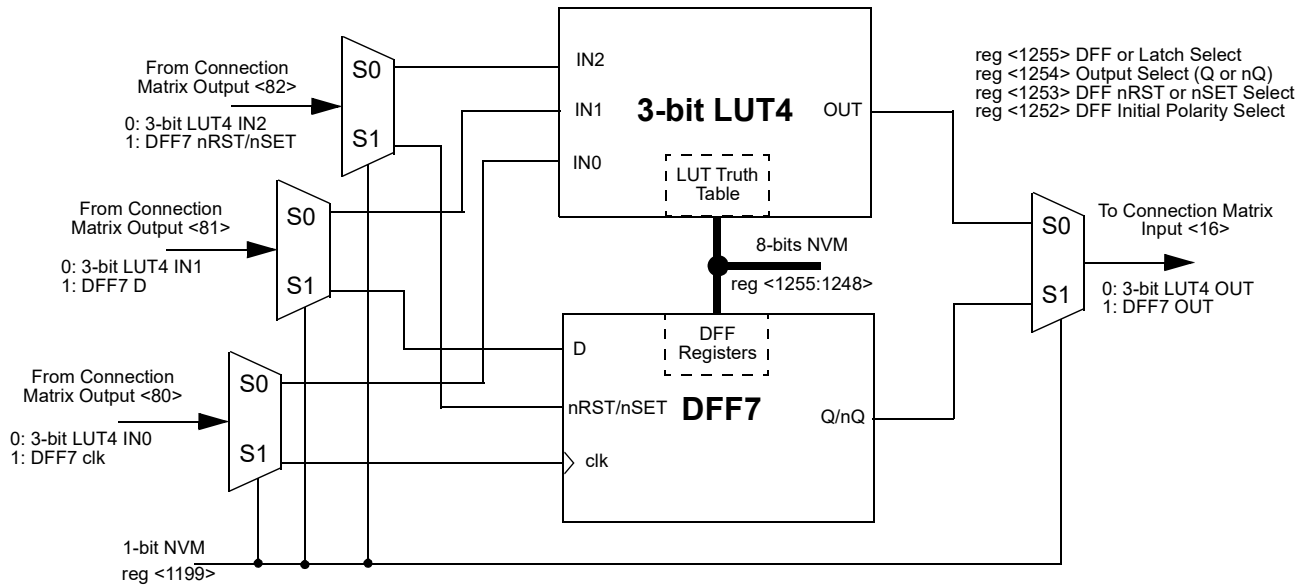 From Connection
Matrix Output <82>
0: 3-bit LUT4 IN2
1: DFF7 nRST/nSET
S0
S1
From Connection
Matrix Output <81>
0: 3-bit LUT4 IN1
1: DFF7 D
S0
S1
From Connection
Matrix Output <80>
0: 3-bit LUT4 IN0
1: DFF7 clk
S0
S1
1-bit NVM
reg <1199>
IN2
IN1
IN0
3-bit LUT4
OUT
LUT Truth
Table
8-bits NVM
reg <1255:1248>
DFF
Registers
D
nRST/nSET
clk
DFF7
Q/nQ
reg <1255> DFF or Latch Select
reg <1254> Output Select (Q or nQ)
reg <1253> DFF nRST or nSET Select
reg <1252> DFF Initial Polarity Select
S0
S1
To Connection Matrix
Input <16>
0: 3-bit LUT4 OUT
1: DFF7 OUT